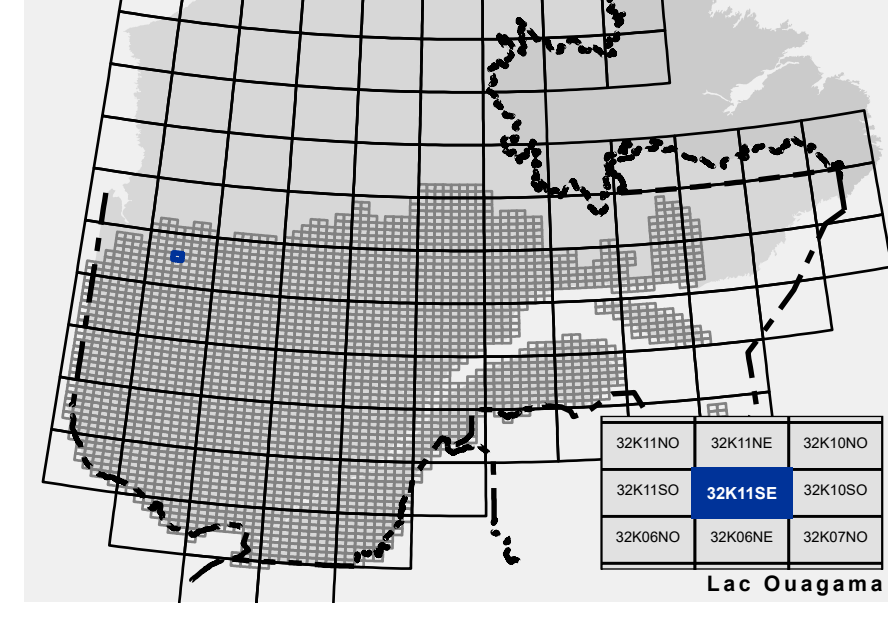 32K11NO 32K11NE 32K10NO
32K11SO 32K11SE 32K10SO
32K06NO 32K06NE 32K07NO
Lac Ouagama